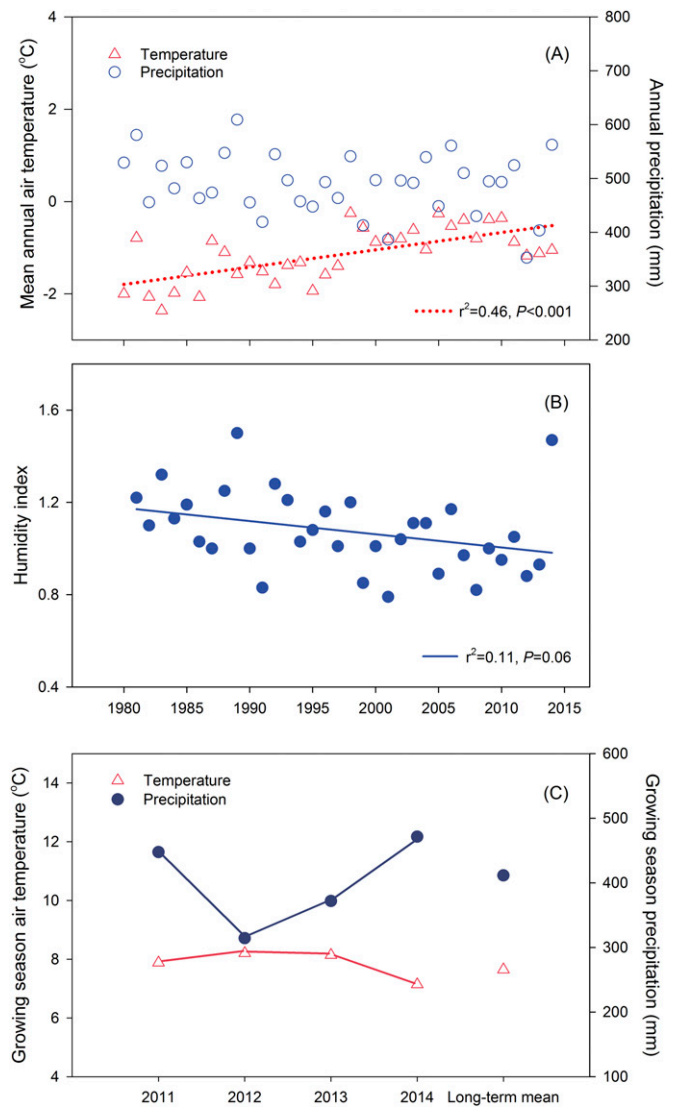 (A)
Temperature
Precipitation
Mean annual air temperature (°C)
4
2
0
-2
Annual precipitation (mm)
800
700
600
500
400
300
200
r²=0.46, P<0.001
(B)
Humidity index
1.6
1.2
0.8
0.4
r²=0.11, P=0.06
1980 1985 1990 1995 2000 2005 2010 2015
(C)
Temperature
Precipitation
Growing season air temperature (°C)
14
12
10
8
6
4
Growing season precipitation (mm)
600
500
400
300
200
100
2011 2012 2013 2014 Long-term mean